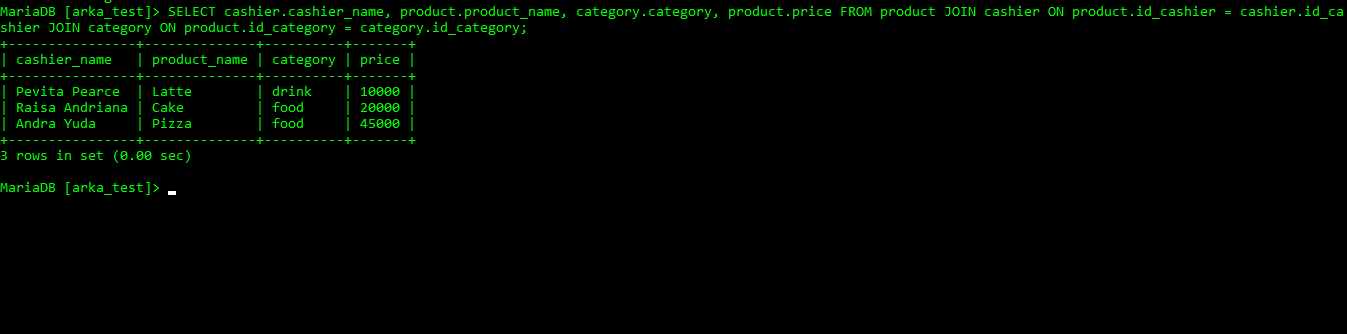 MariaDB [arka_test]> SELECT cashier.cashier_name, product.product_name, category.category, product.price FROM product JOIN cashier ON product.id_cashier = cashier.id_ca
shier JOIN category ON product.id_category = category.id_category;
+----------------+--------------+----------+-------+
| cashier_name   | product_name | category | price |
+----------------+--------------+----------+-------+
| Pevita Pearce  | Latte        | drink    | 10000 |
| Raisa Andriana | Cake         | food     | 20000 |
| Andra Yuda     | Pizza        | food     | 45000 |
+----------------+--------------+----------+-------+
3 rows in set (0.00 sec)
MariaDB [arka_test]>